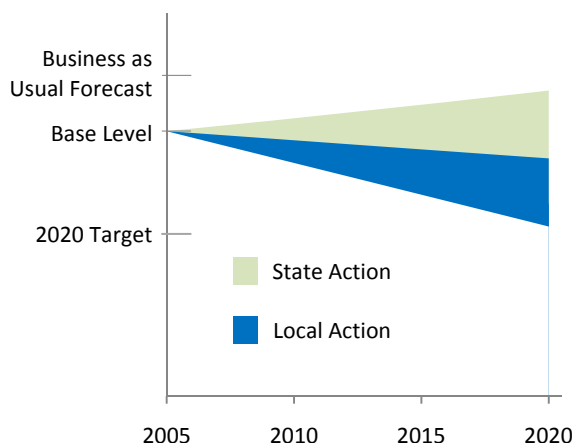 Business as
Usual Forecast
Base Level
2020 Target
State Action
Local Action
2005 2010 2015 2020